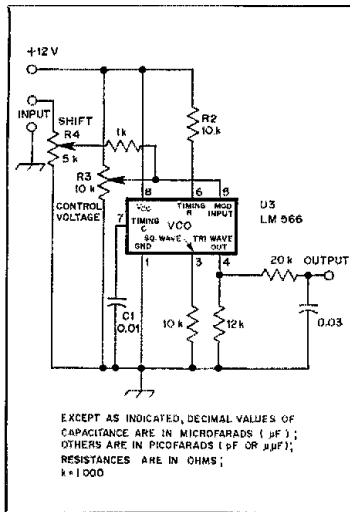 +12 V
INPUT
SHIFT
R4
5 k
1k
R2
10 k
R3
10 k
CONTROL
VOLTAGE
8
6
5
Vcc
TIMING
R
MOD
INPUT
U3
LM 566
7
TIMING
C
VCO
SQ. WAVE
TRI WAVE
OUT
GND
1
3
4
20k
OUTPUT
C1
0.01
10 k
12k
0.03
EXCEPT AS INDICATED, DECIMAL VALUES OF
CAPACITANCE ARE IN MICROFARADS ( µF ) ;
OTHERS ARE IN PICOFARADS ( pF OR µµF) ;
RESISTANCES ARE IN OHMS ;
k = 1000